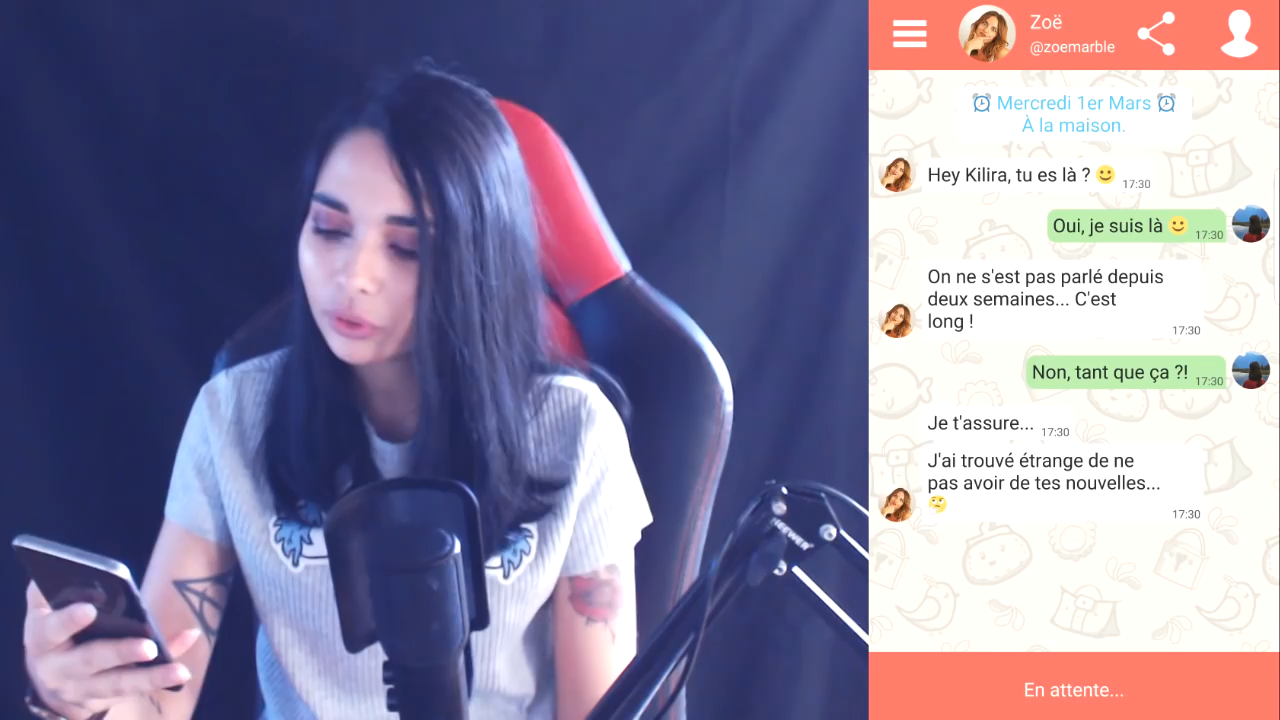 Zoë
@zoemarble
Mercredi 1er Mars
À la maison.
Hey Kilira, tu es là ? 🙂 17:30
Oui, je suis là 🙂 17:30
On ne s'est pas parlé depuis
deux semaines... C'est
long !
17:30
Non, tant que ça ?! 17:30
Je t'assure... 17:30
J'ai trouvé étrange de ne
pas avoir de tes nouvelles...
🤔
17:30
En attente...
NEEWER